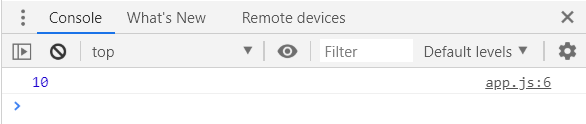 Console What's New Remote devices
top Filter Default levels
10 app.js:6